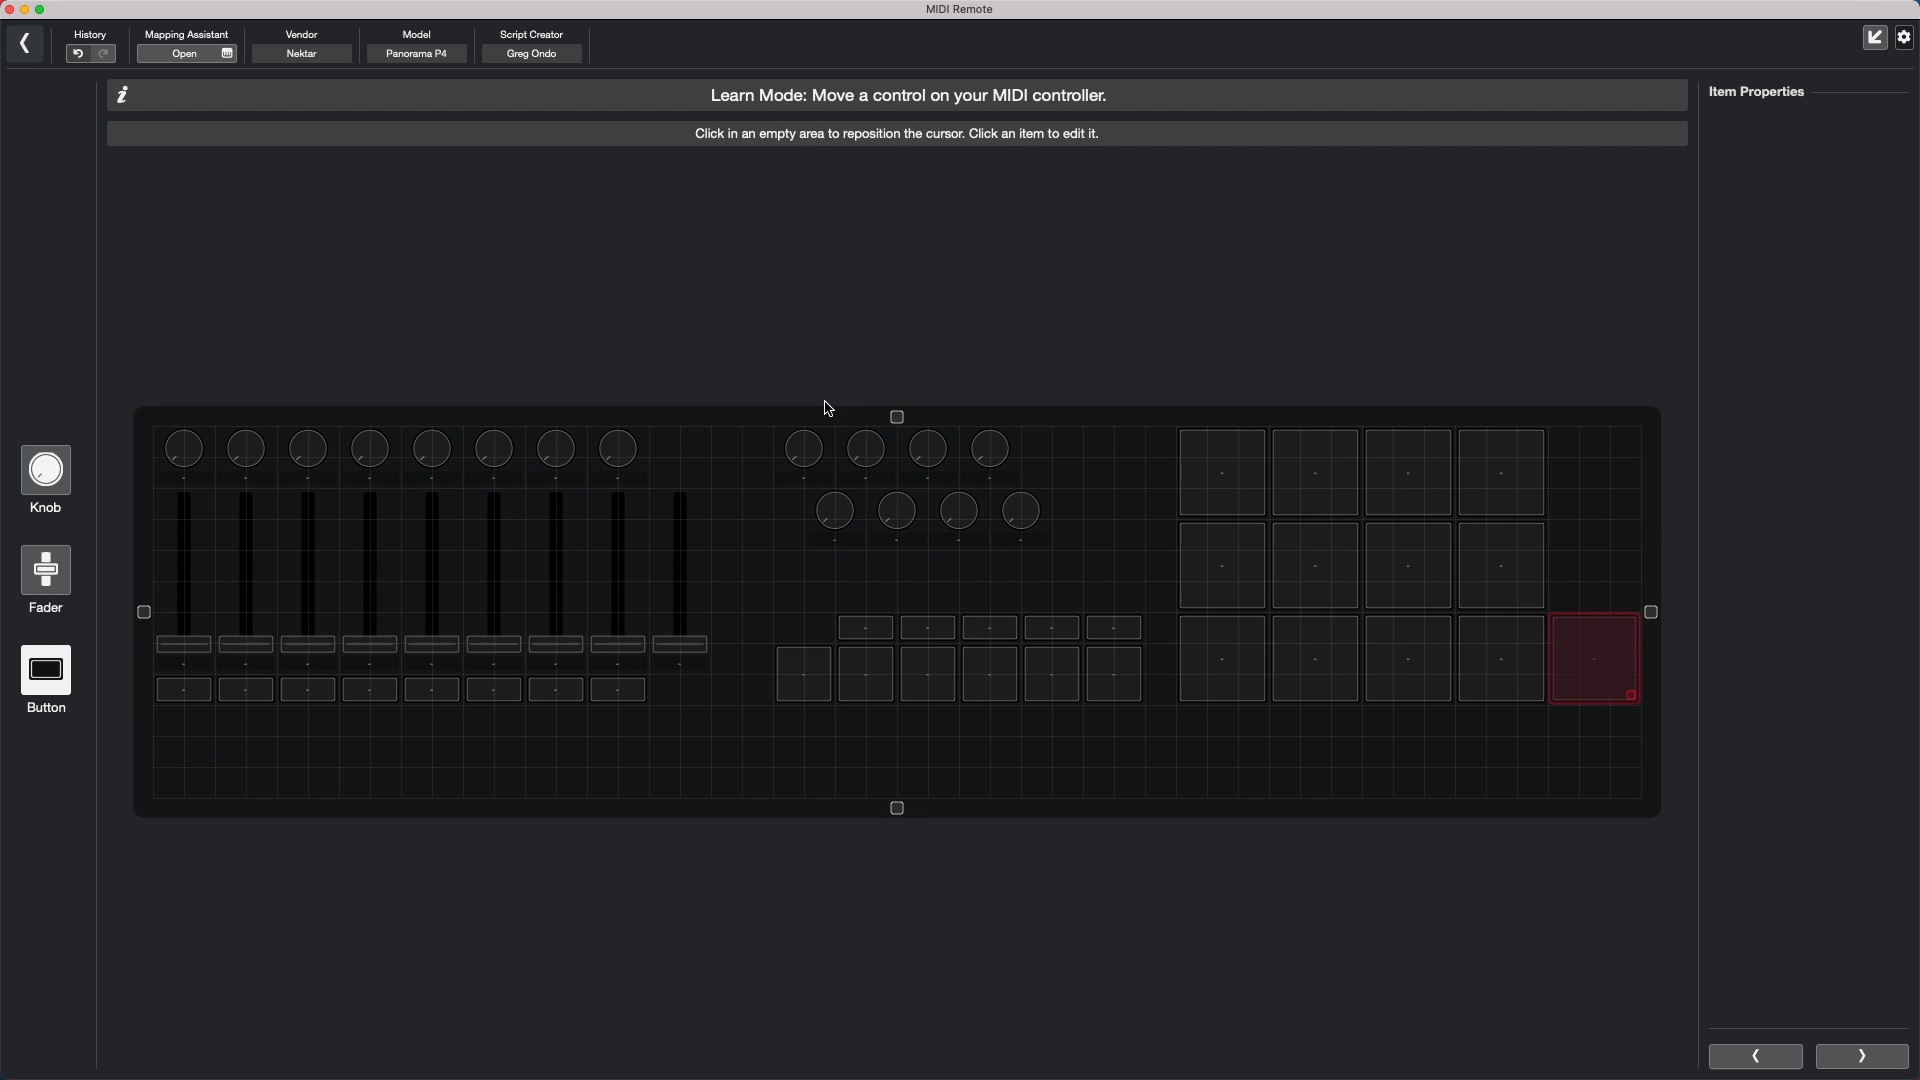 MIDI Remote
History
Mapping Assistant
Vendor
Model
Script Creator
Open
Nektar
Panorama P4
Greg Ondo
Learn Mode: Move a control on your MIDI controller.
Item Properties
Click in an empty area to reposition the cursor. Click an item to edit it.
Knob
Fader
Button